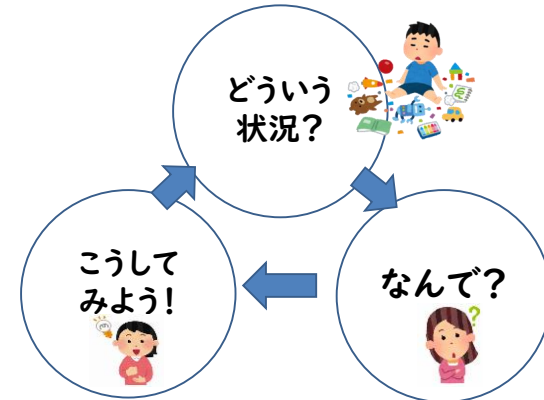 どういう
状況？
なんで？
こうして
みよう！